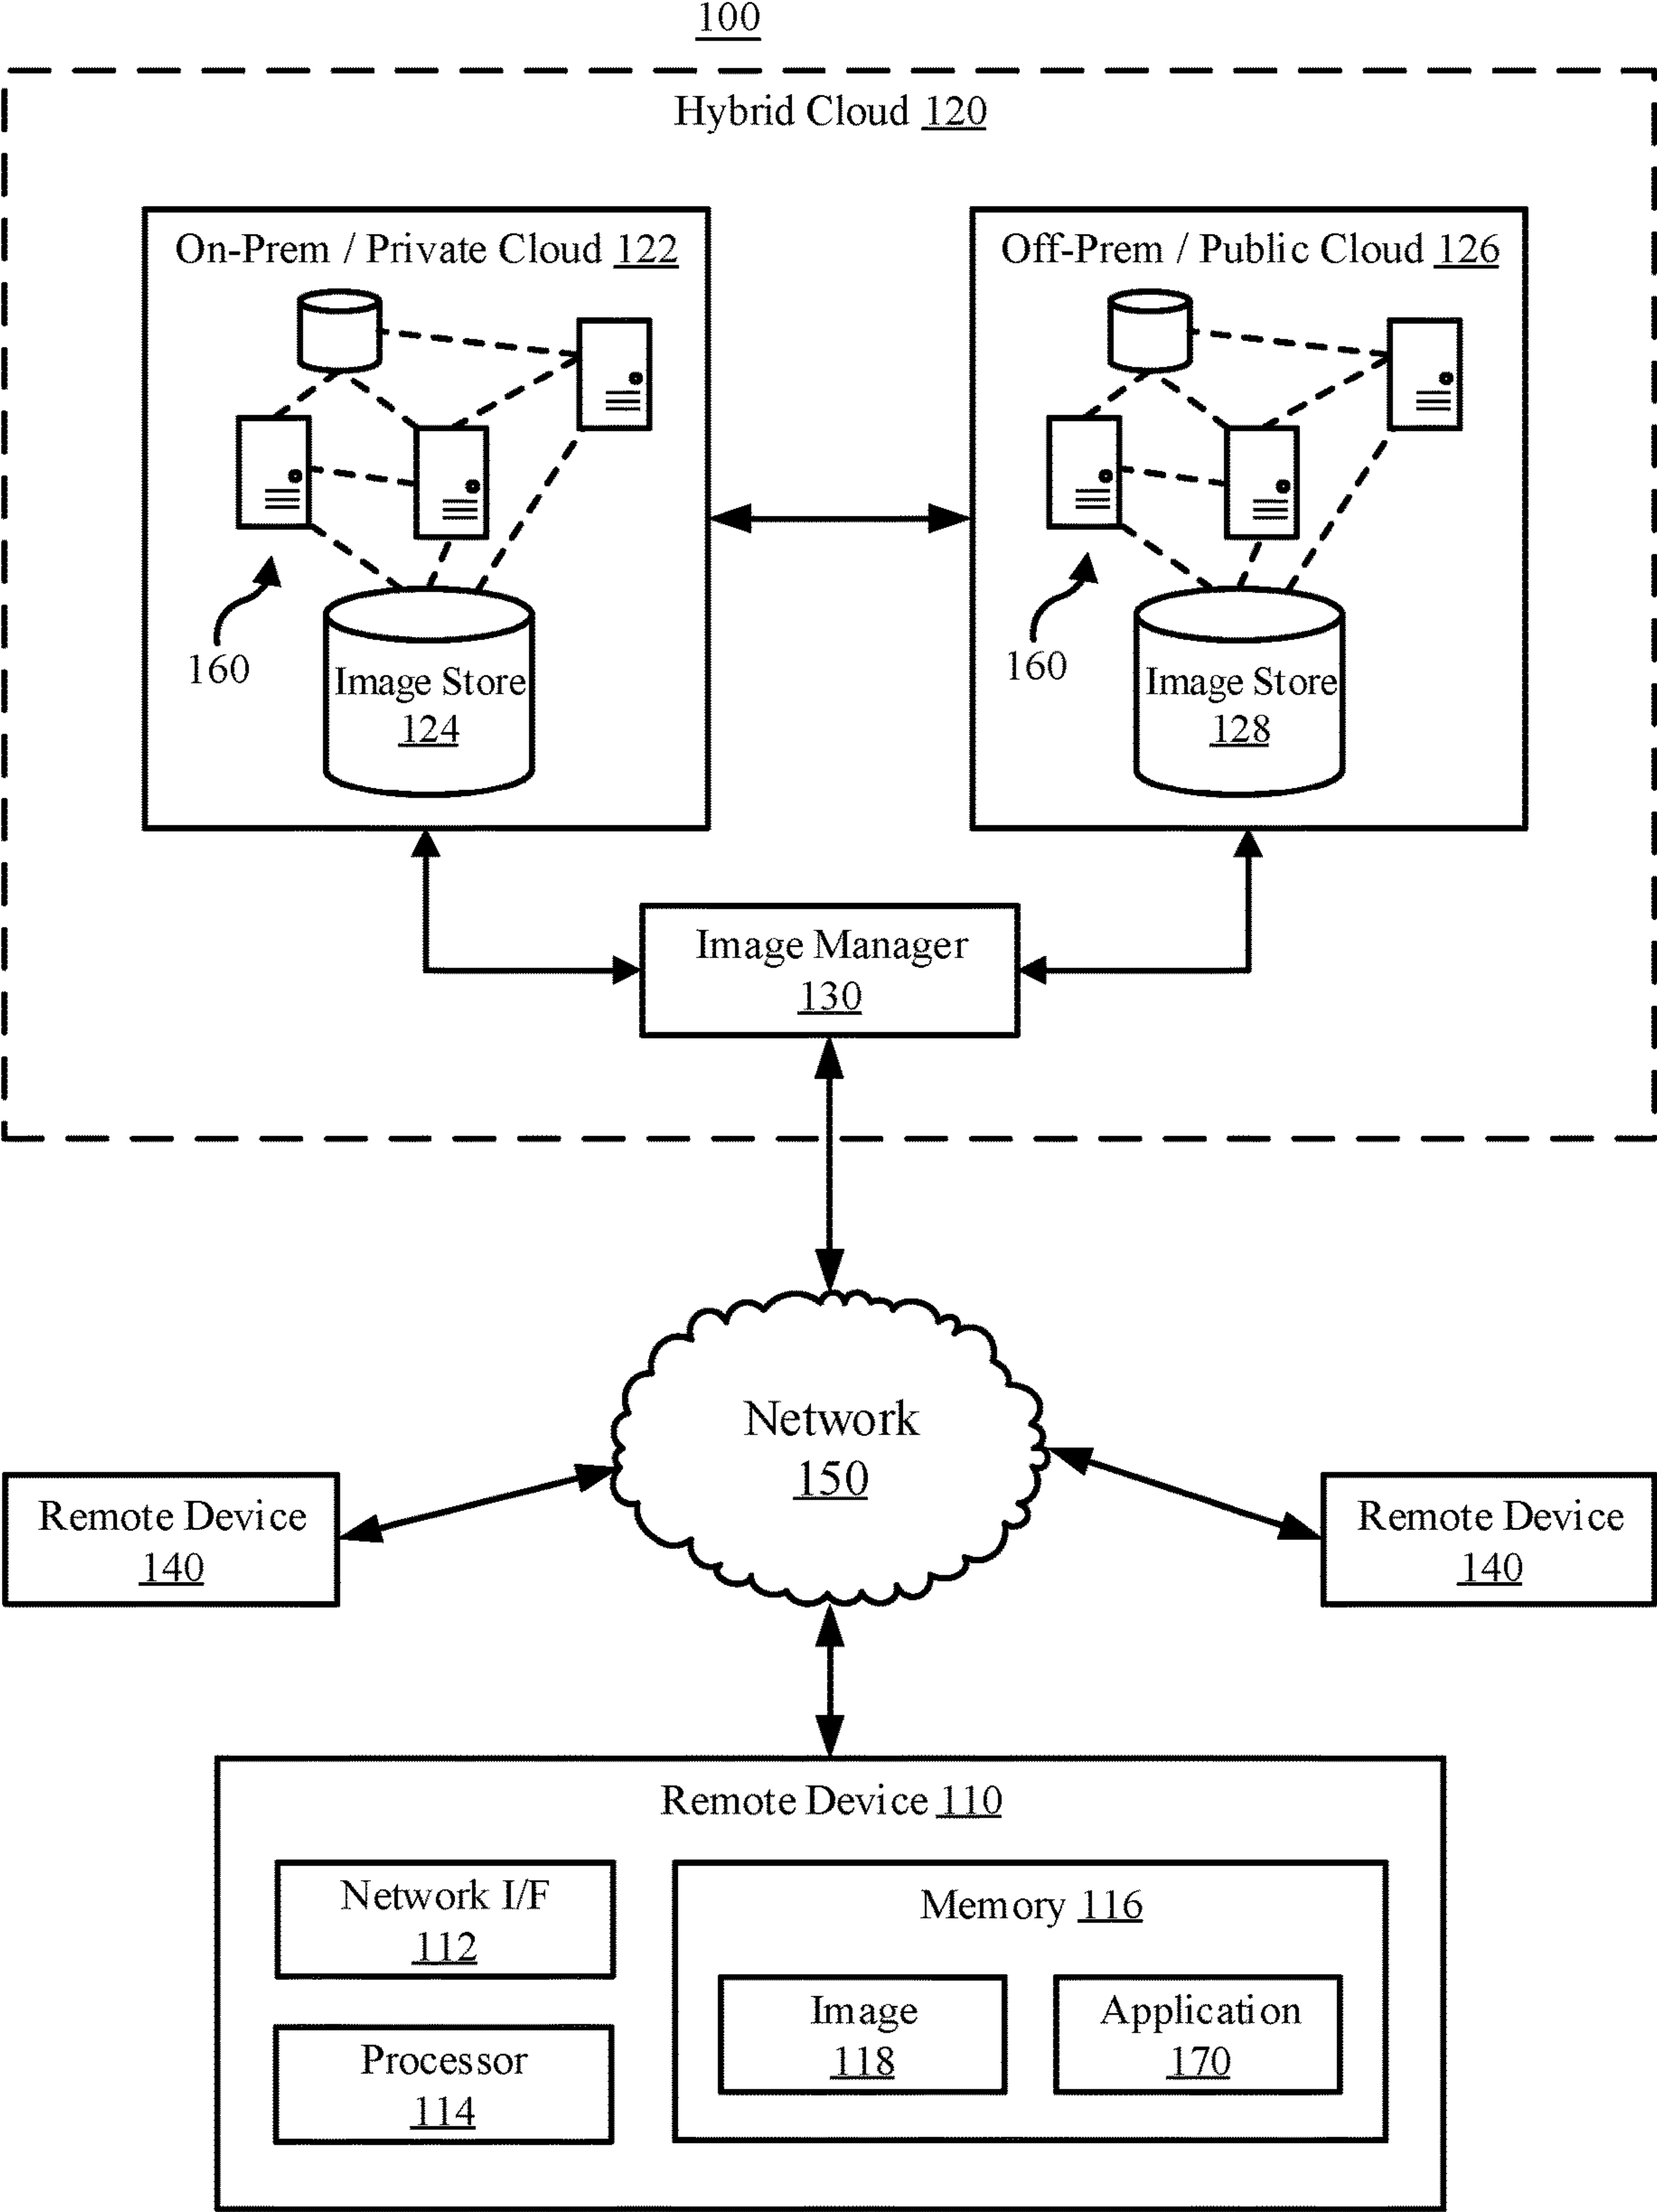 100
Hybrid Cloud 120
On-Prem / Private Cloud 122
Off-Prem / Public Cloud 126
160
Image Store
124
160
Image Store
128
Image Manager
130
Network
150
Remote Device
140
Remote Device
140
Remote Device 110
Network I/F
112
Processor
114
Memory 116
Image
118
Application
170